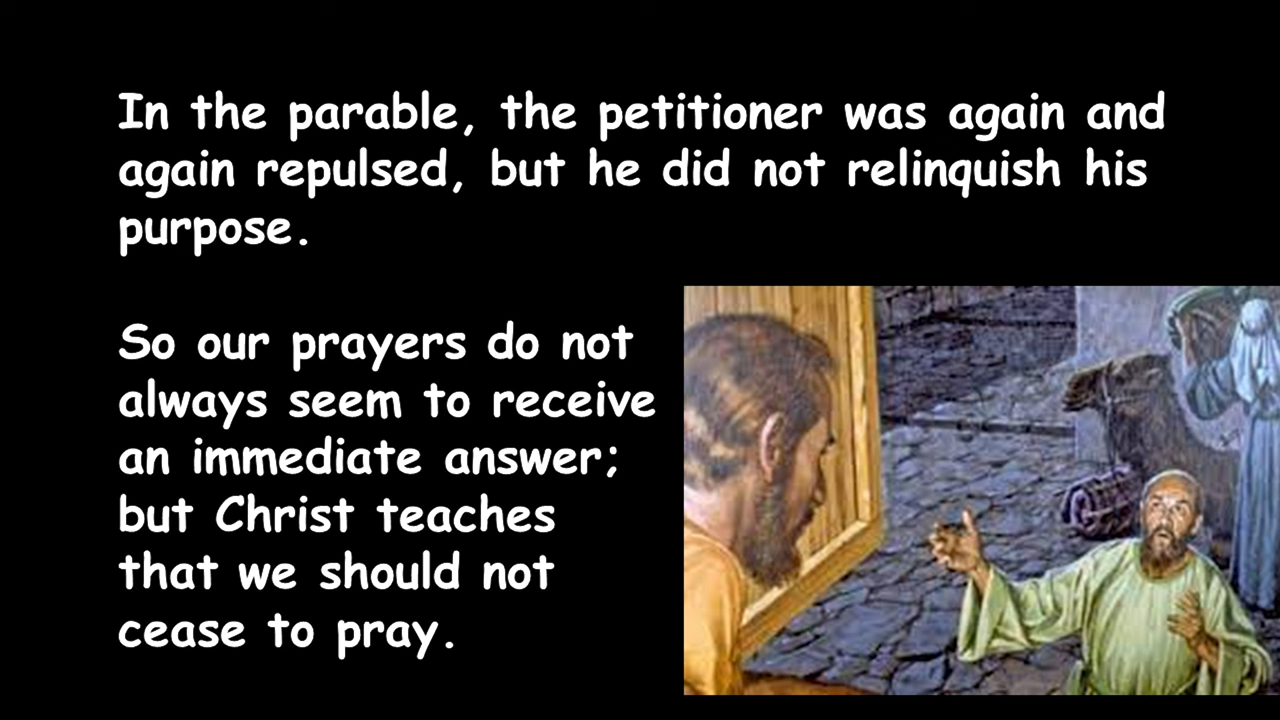 In the parable, the petitioner was again and
again repulsed, but he did not relinquish his
purpose.
So our prayers do not
always seem to receive
an immediate answer;
but Christ teaches
that we should not
cease to pray.